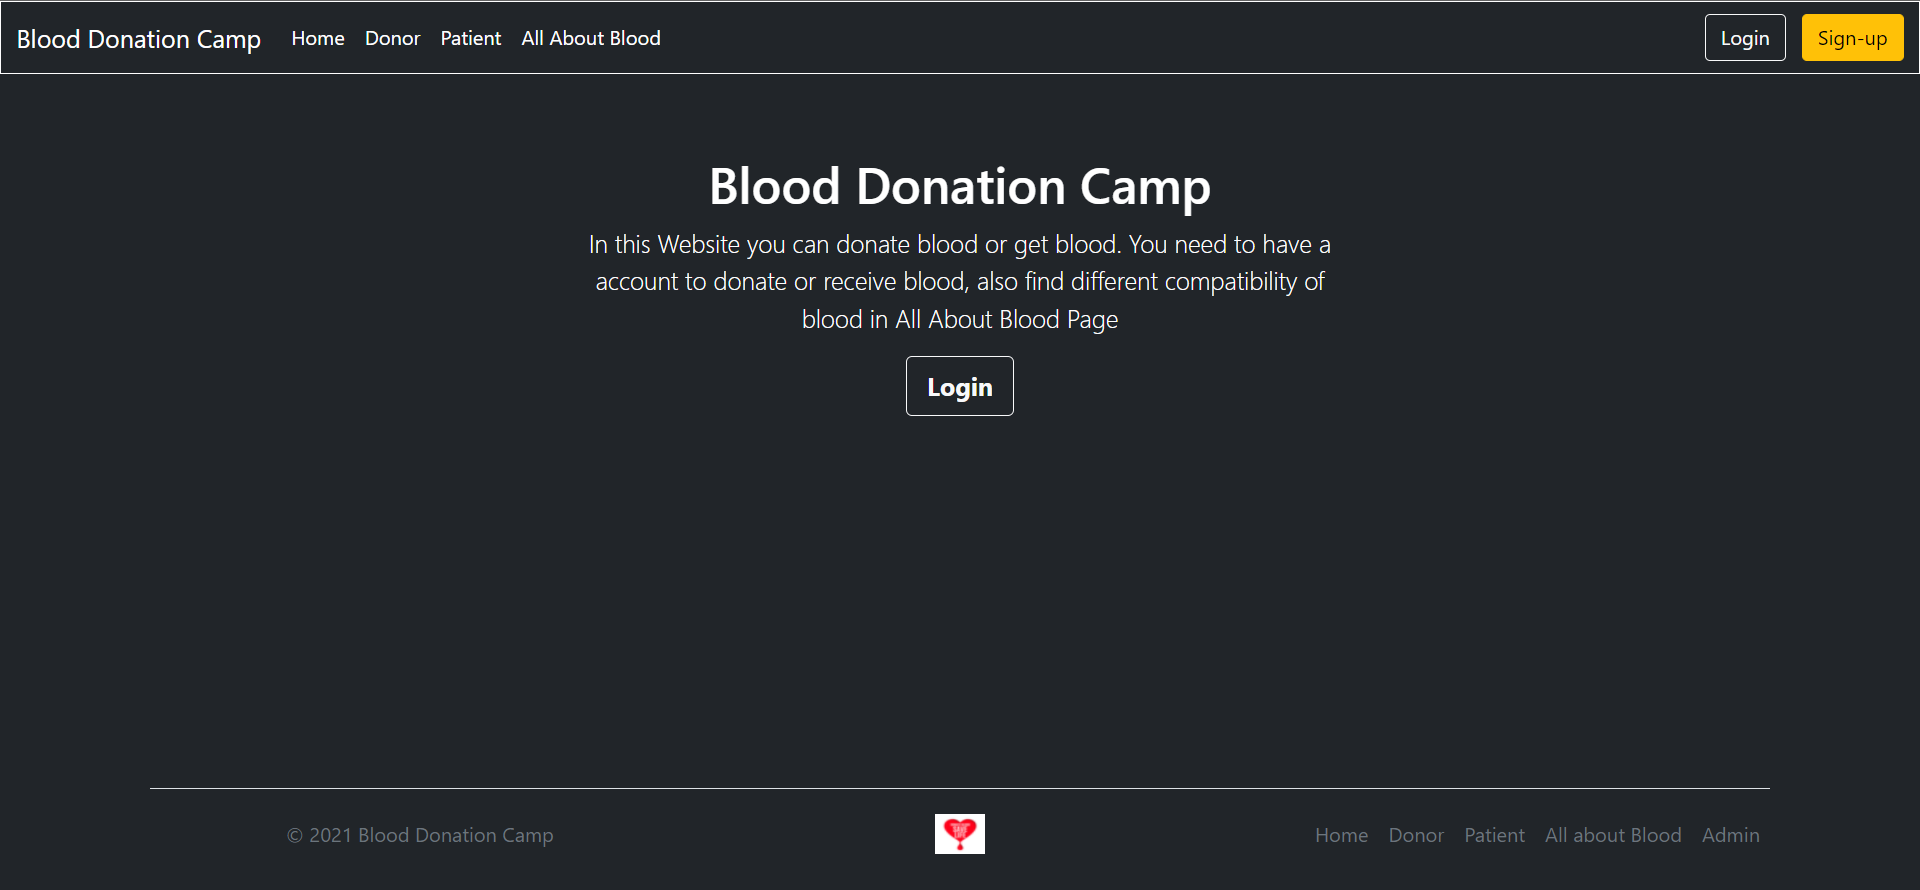 Blood Donation Camp Home Donor Patient All About Blood Login Sign-up
Blood Donation Camp
In this Website you can donate blood or get blood. You need to have a
account to donate or receive blood, also find different compatibility of
blood in All About Blood Page
Login
© 2021 Blood Donation Camp Home Donor Patient All about Blood Admin